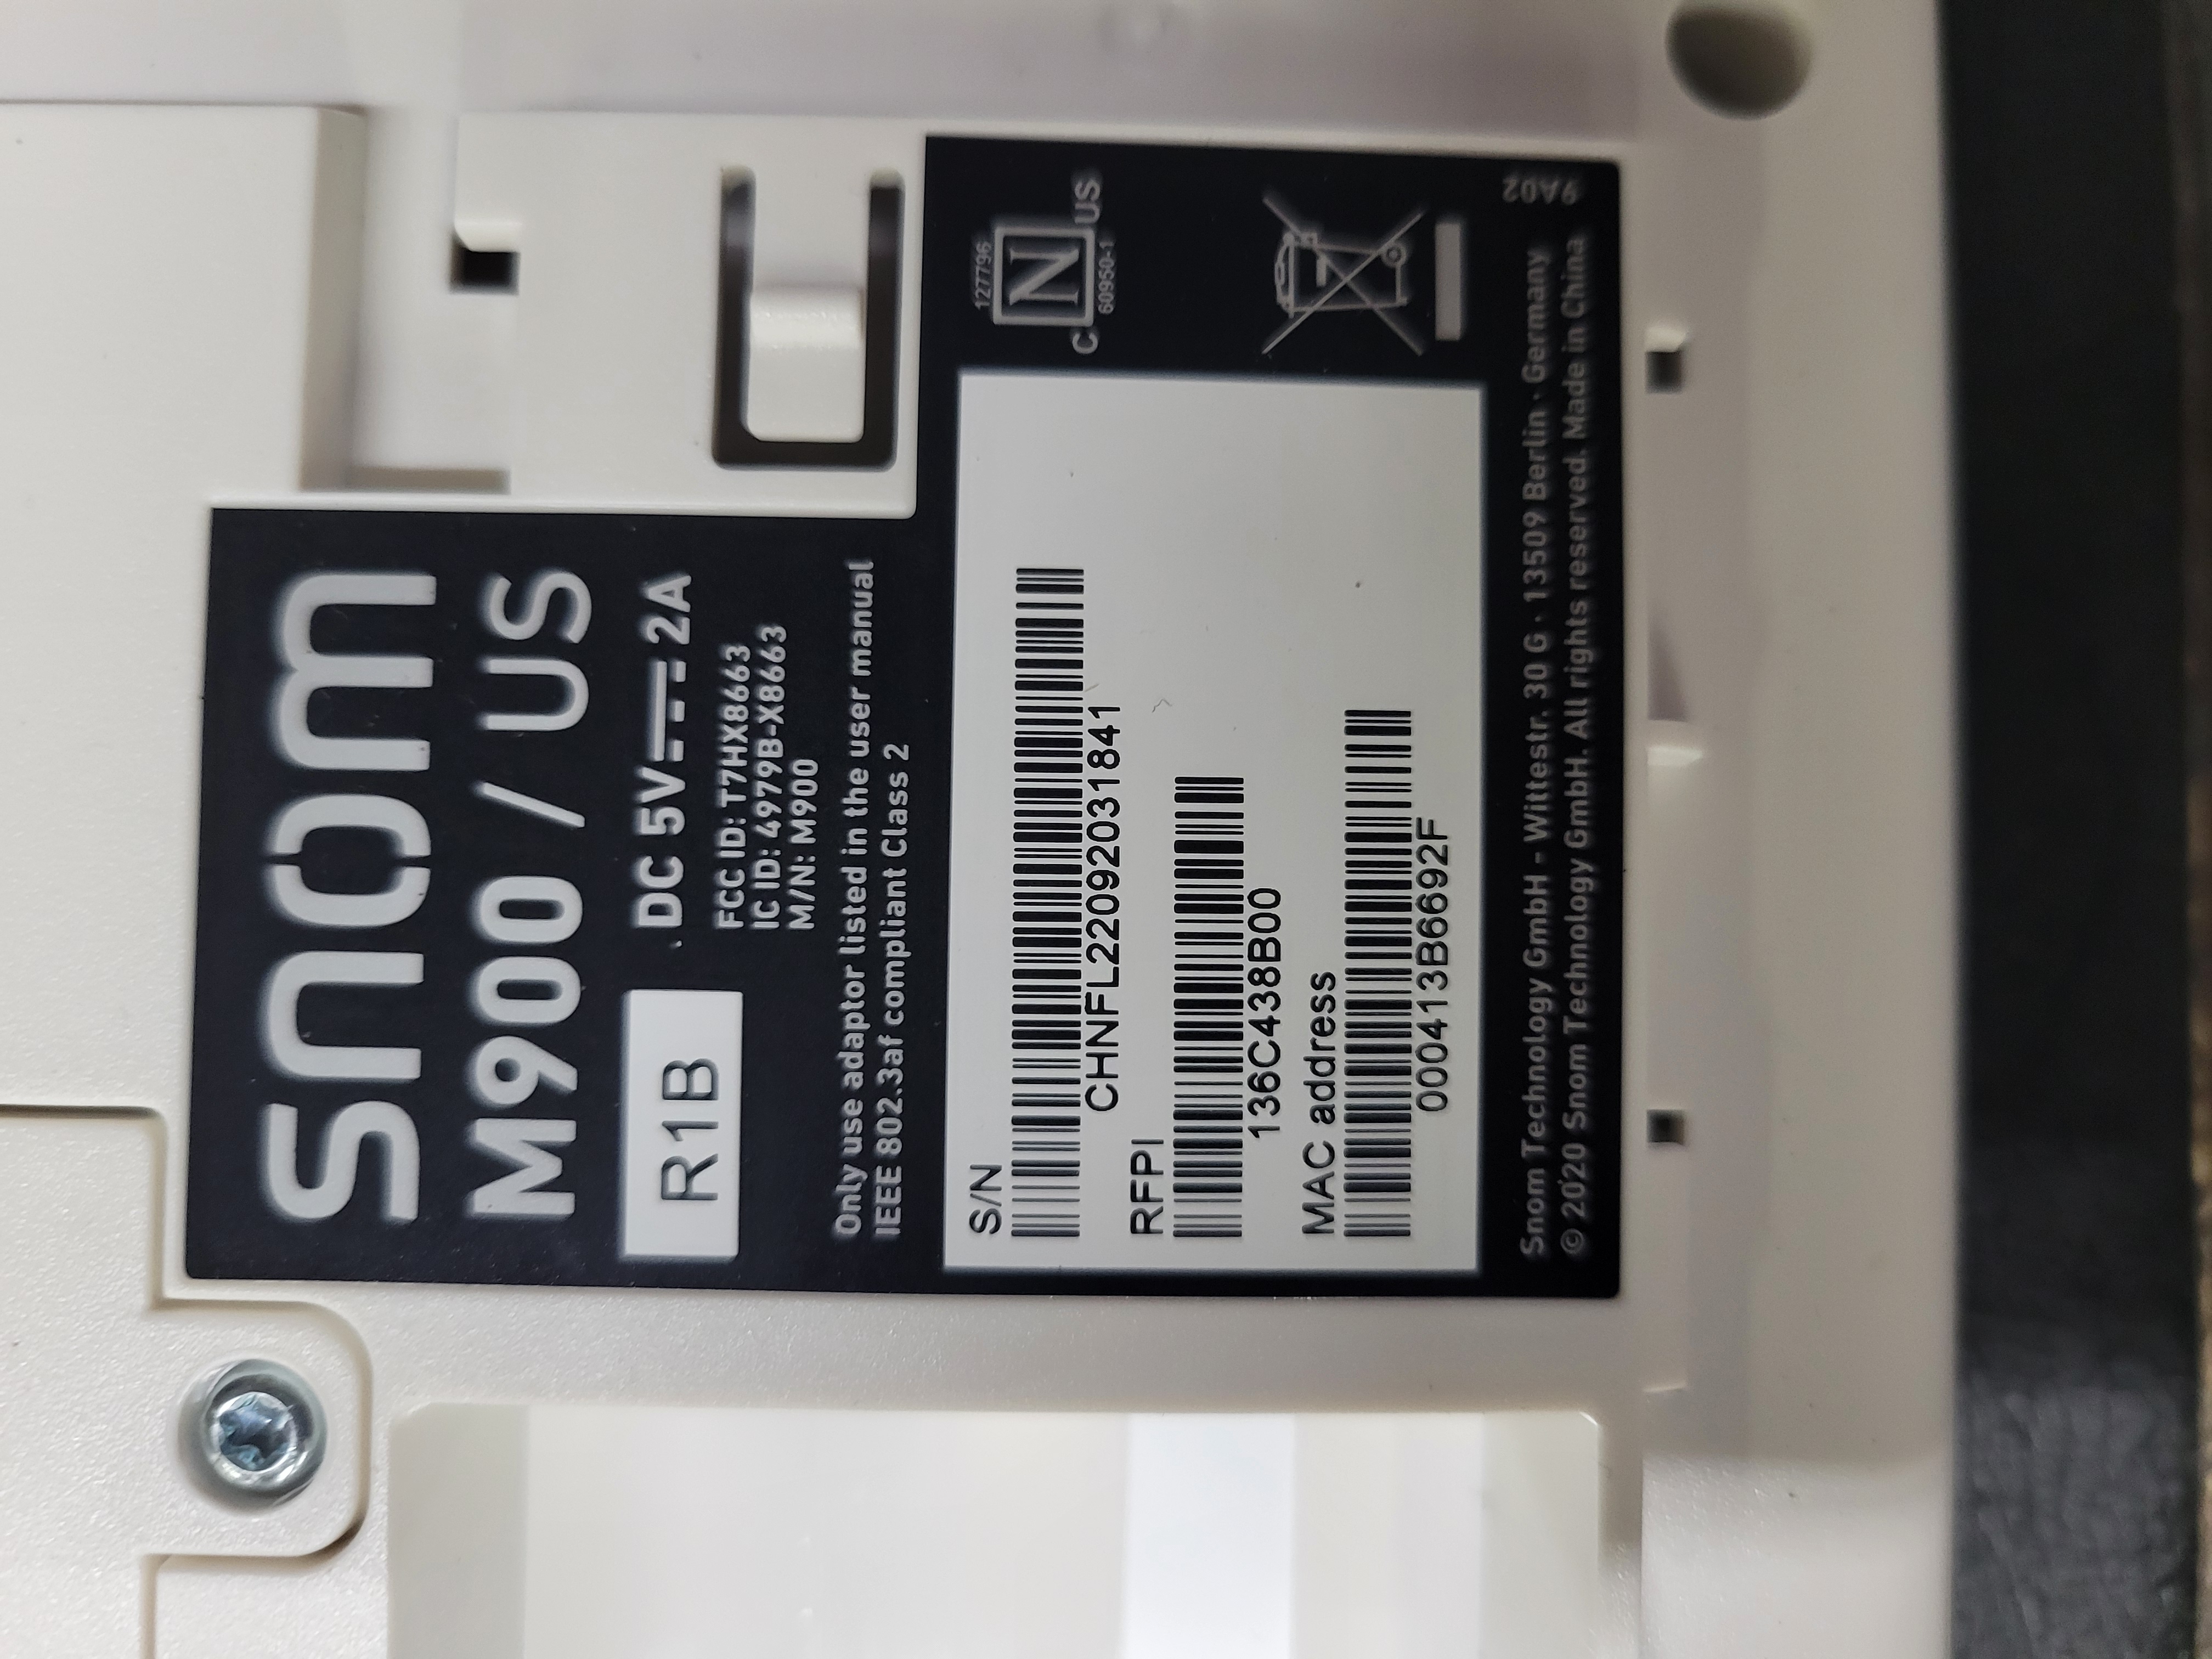 snom
M900 / US
R1B
DC 5V 2A
FCC ID: T7HX8663
IC ID: 4979B-X8663
M/N: M900
Only use adaptor listed in the user manual
IEEE 802.3af compliant Class 2
127796
C N US
60950-1
S/N
CHNFL22092031841
RFPI
136C438B00
MAC address
000413B6692F
Snom Technology GmbH - Wittestr. 30 G · 13509 Berlin · Germany
© 2020 Snom Technology GmbH. All rights reserved. Made in China
9A02